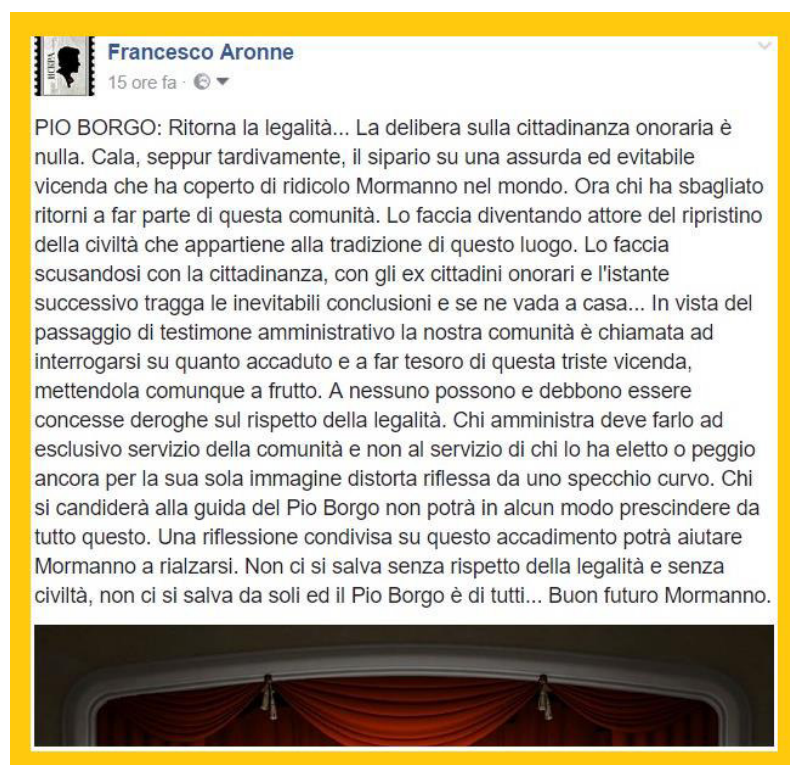 ИСКРА
Francesco Aronne
15 ore fa ·
PIO BORGO: Ritorna la legalità... La delibera sulla cittadinanza onoraria è
nulla. Cala, seppur tardivamente, il sipario su una assurda ed evitabile
vicenda che ha coperto di ridicolo Mormanno nel mondo. Ora chi ha sbagliato
ritorni a far parte di questa comunità. Lo faccia diventando attore del ripristino
della civiltà che appartiene alla tradizione di questo luogo. Lo faccia
scusandosi con la cittadinanza, con gli ex cittadini onorari e l'istante
successivo tragga le inevitabili conclusioni e se ne vada a casa... In vista del
passaggio di testimone amministrativo la nostra comunità è chiamata ad
interrogarsi su quanto accaduto e a far tesoro di questa triste vicenda,
mettendola comunque a frutto. A nessuno possono e debbono essere
concesse deroghe sul rispetto della legalità. Chi amministra deve farlo ad
esclusivo servizio della comunità e non al servizio di chi lo ha eletto o peggio
ancora per la sua sola immagine distorta riflessa da uno specchio curvo. Chi
si candiderà alla guida del Pio Borgo non potrà in alcun modo prescindere da
tutto questo. Una riflessione condivisa su questo accadimento potrà aiutare
Mormanno a rialzarsi. Non ci si salva senza rispetto della legalità e senza
civiltà, non ci si salva da soli ed il Pio Borgo è di tutti... Buon futuro Mormanno.